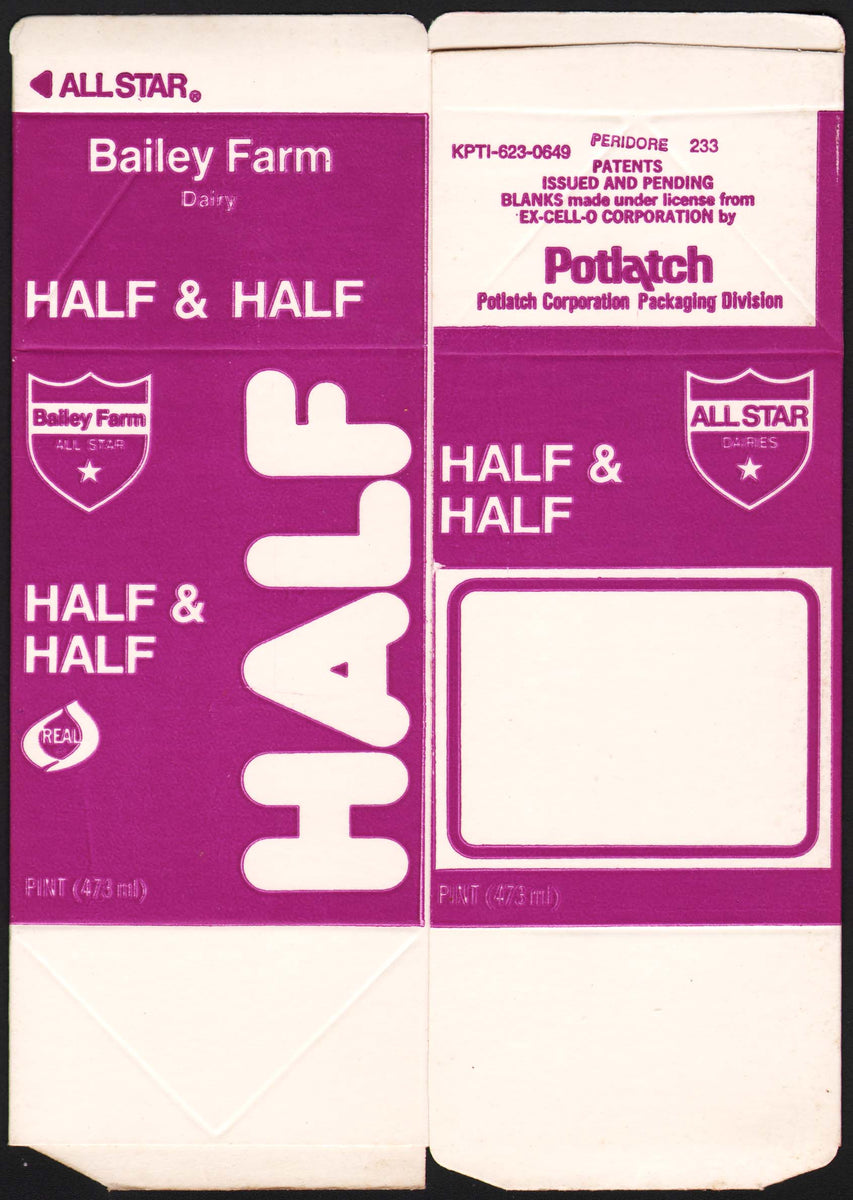 ALL STAR®
Bailey Farm
Dairy
HALF & HALF
Bailey Farm
ALL STAR
HALF &
HALF
REAL
PINT (473 ml)
HALF
KPTI-623-0649 PERIDORE 233
PATENTS
ISSUED AND PENDING
BLANKS made under license from
EX-CELL-O CORPORATION by
Potlatch
Potlatch Corporation Packaging Division
ALL STAR
DAIRIES
HALF &
HALF
PINT (473 ml)